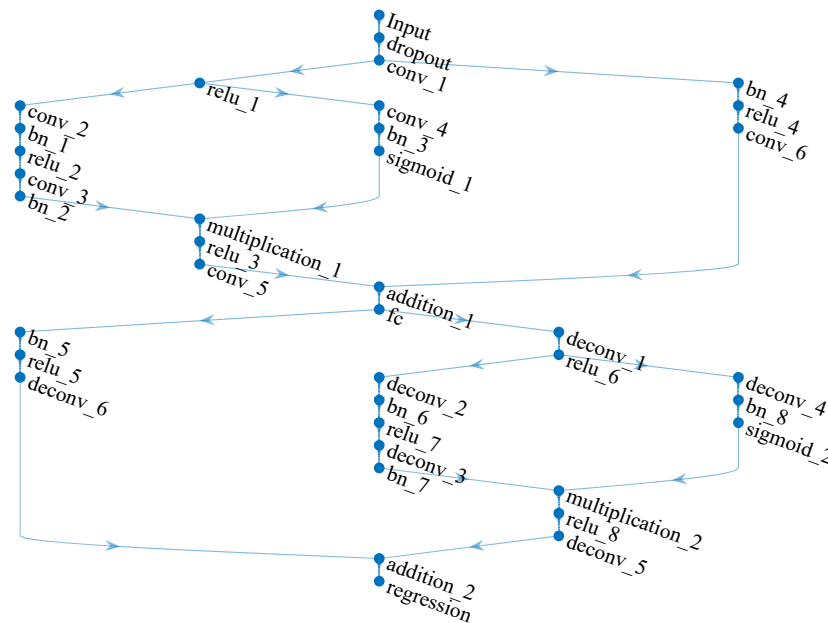 Input
dropout
conv_1
relu_1
bn_4
relu_4
conv_6
conv_2
bn_1
relu_2
conv_3
bn_2
conv_4
bn_3
sigmoid_1
multiplication_1
relu_3
conv_5
addition_1
fc
bn_5
relu_5
deconv_6
deconv_1
relu_6
deconv_2
bn_6
relu_7
deconv_3
bn_7
deconv_4
bn_8
sigmoid_2
multiplication_2
relu_8
deconv_5
addition_2
regression